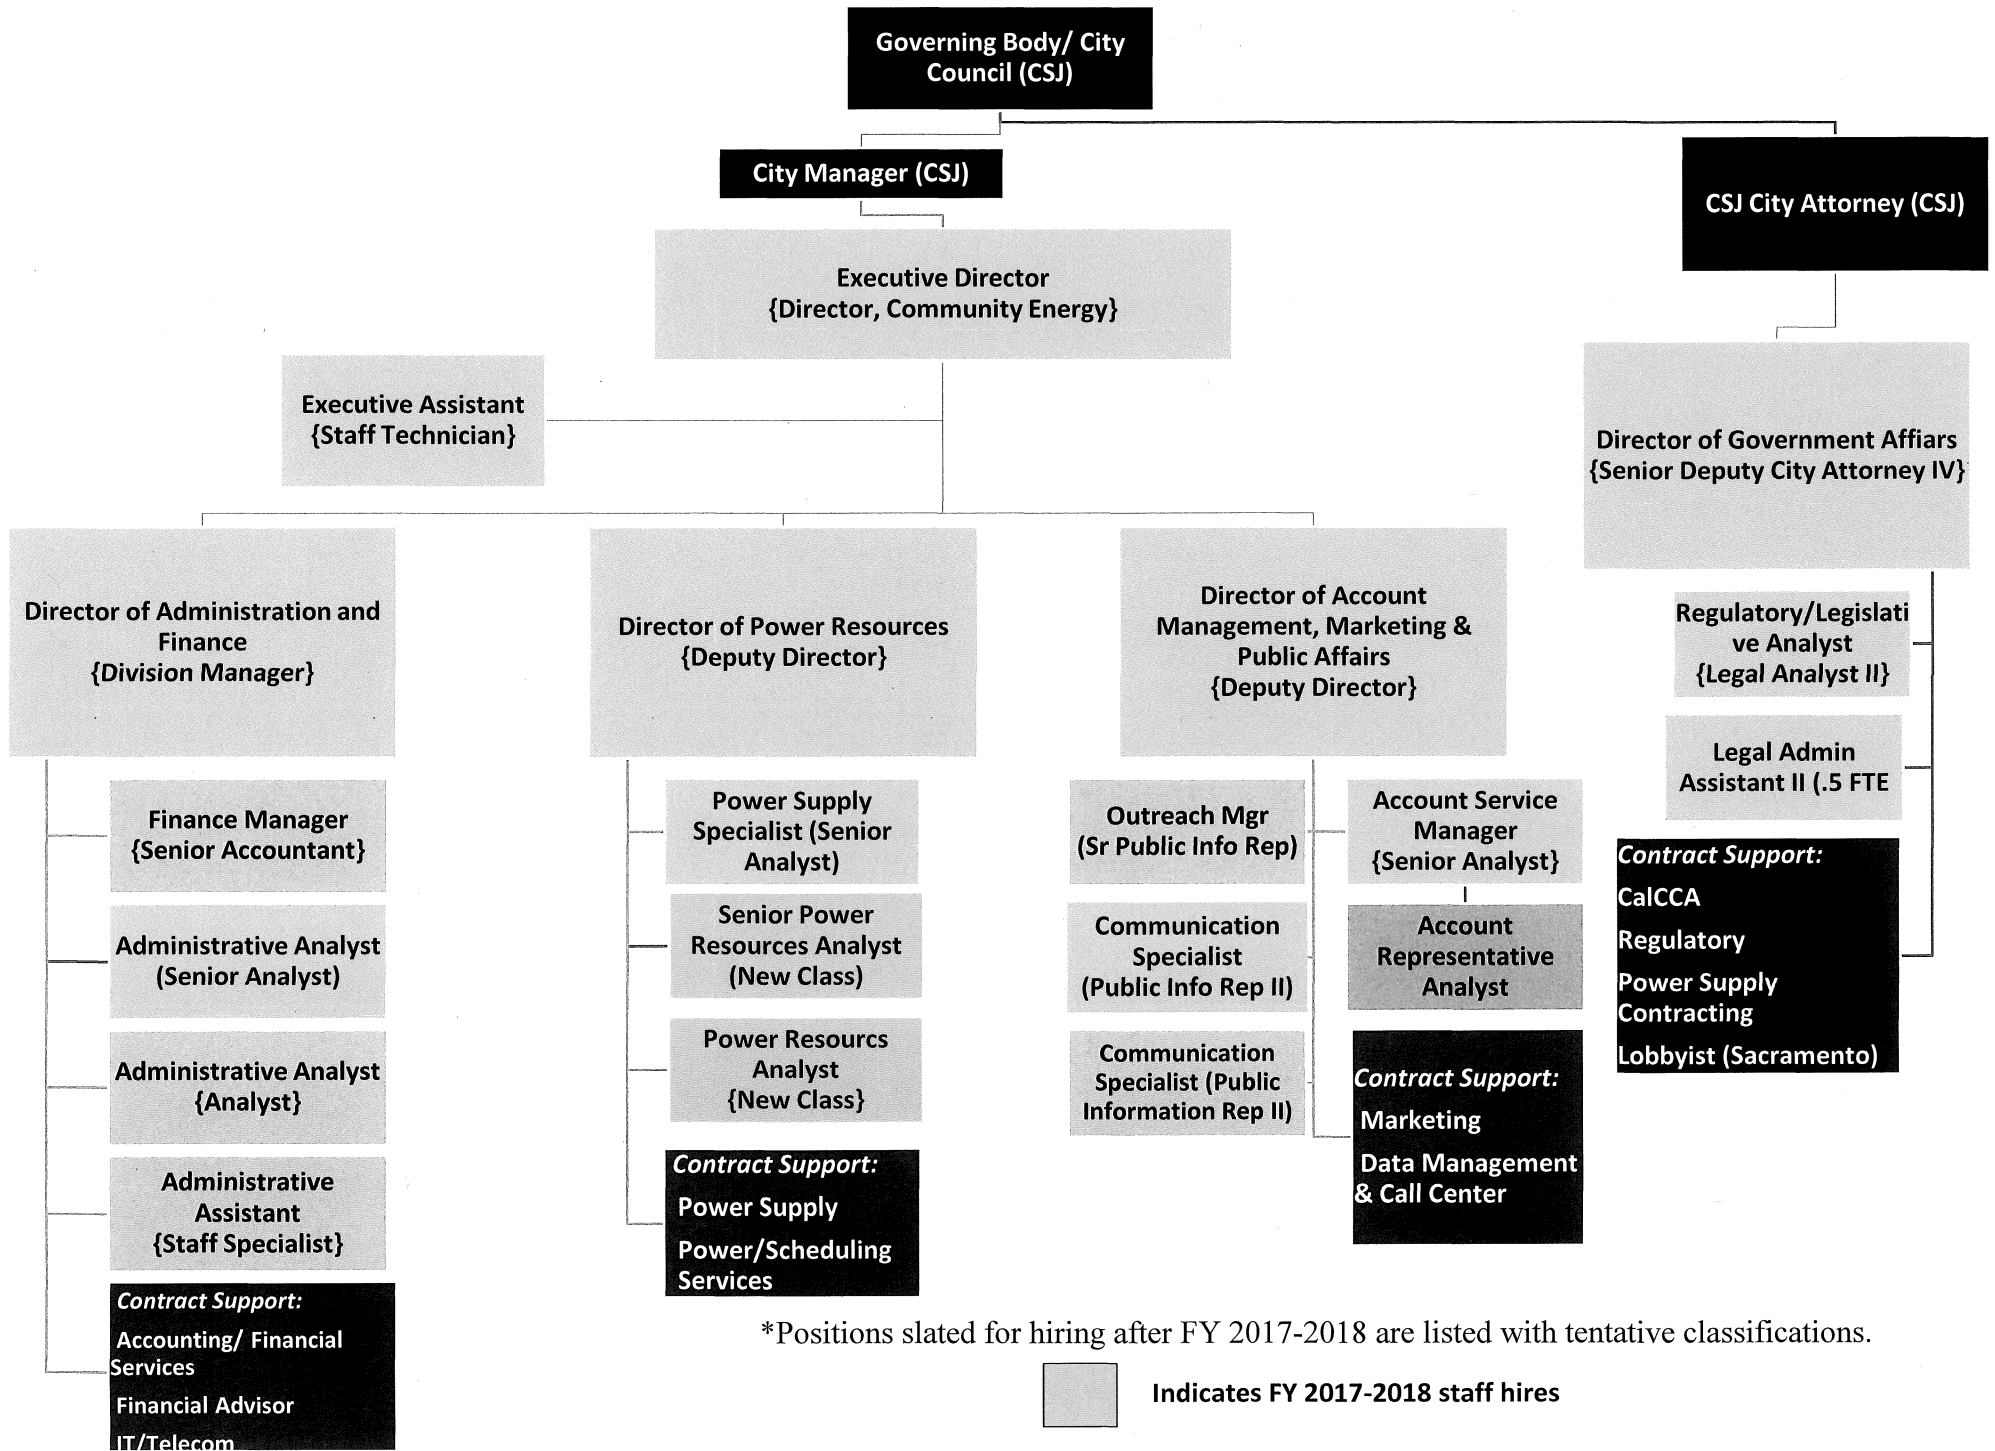 Governing Body/ City
Council (CSJ)
City Manager (CSJ)
CSJ City Attorney (CSJ)
Executive Director
{Director, Community Energy}
Executive Assistant
{Staff Technician}
Director of Government Affiars
{Senior Deputy City Attorney IV}
Director of Administration and
Finance
{Division Manager}
Director of Power Resources
{Deputy Director}
Director of Account
Management, Marketing &
Public Affairs
{Deputy Director}
Regulatory/Legislati
ve Analyst
{Legal Analyst II}
Legal Admin
Assistant II (.5 FTE
Contract Support:
CalCCA
Regulatory
Power Supply
Contracting
Lobbyist (Sacramento)
Finance Manager
{Senior Accountant}
Administrative Analyst
(Senior Analyst)
Administrative Analyst
{Analyst}
Administrative
Assistant
{Staff Specialist}
Contract Support:
Accounting/ Financial
Services
Financial Advisor
IT/Telecom
Power Supply
Specialist (Senior
Analyst)
Senior Power
Resources Analyst
(New Class)
Power Resourcs
Analyst
{New Class}
Contract Support:
Power Supply
Power/Scheduling
Services
Outreach Mgr
(Sr Public Info Rep)
Communication
Specialist
(Public Info Rep II)
Communication
Specialist (Public
Information Rep II)
Account Service
Manager
{Senior Analyst}
Account
Representative
Analyst
Contract Support:
Marketing
Data Management
& Call Center
*Positions slated for hiring after FY 2017-2018 are listed with tentative classifications.
Indicates FY 2017-2018 staff hires